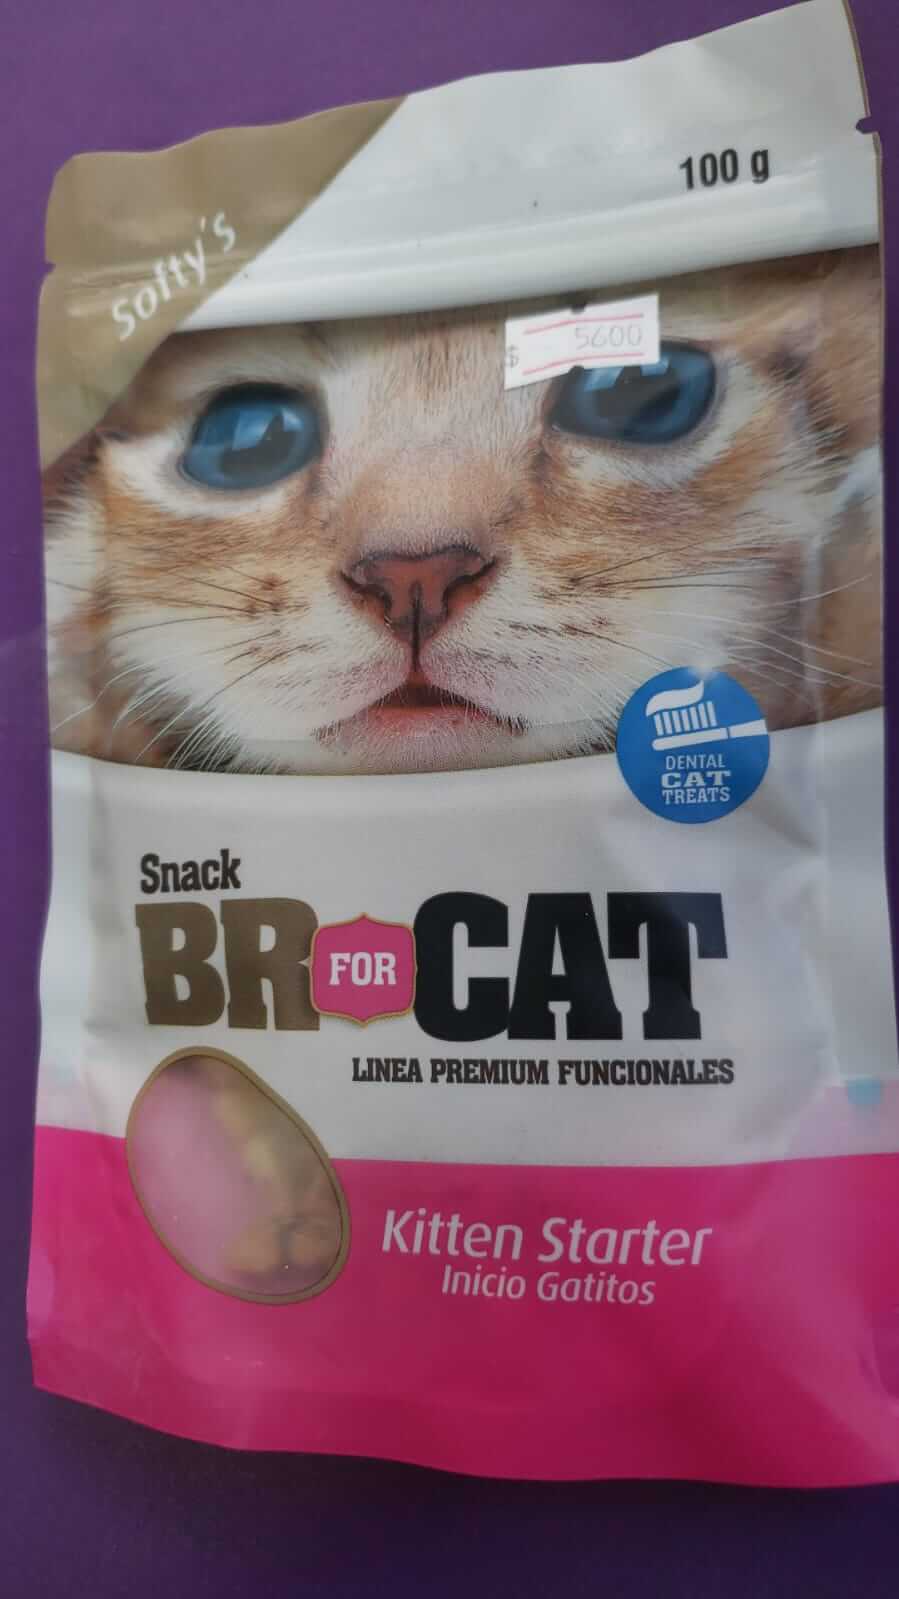 100 g
Softy's
$ 5600
DENTAL
CAT
TREATS
Snack
BR FOR CAT
LINEA PREMIUM FUNCIONALES
Kitten Starter
Inicio Gatitos